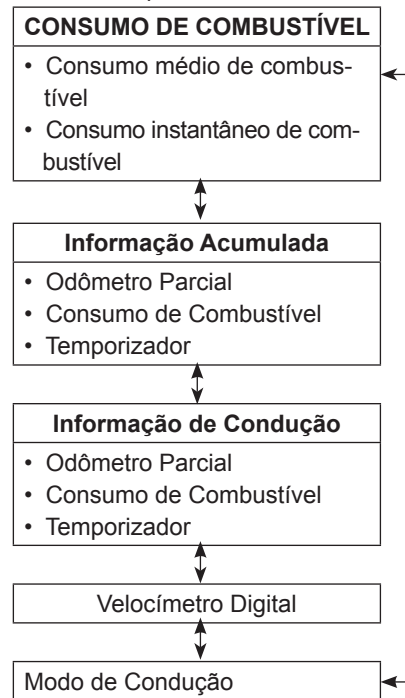 CONSUMO DE COMBUSTÍVEL
• Consumo médio de combus-
tível
• Consumo instantâneo de com-
bustível
Informação Acumulada
• Odômetro Parcial
• Consumo de Combustível
• Temporizador
Informação de Condução
• Odômetro Parcial
• Consumo de Combustível
• Temporizador
Velocímetro Digital
Modo de Condução